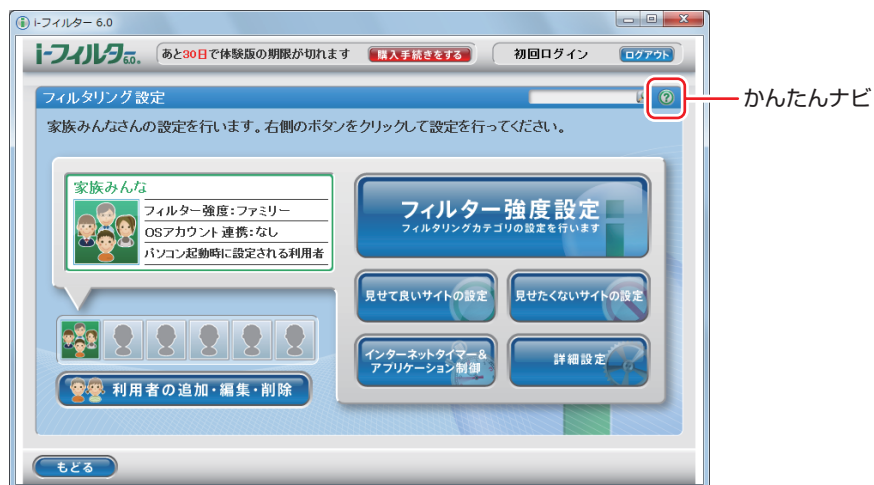 i-フィルター 6.0
i-フィルター6.0.
あと30日で体験版の期限が切れます
購入手続きをする
初回ログイン
ログアウト
フィルタリング設定
?
かんたんナビ
家族みんなさんの設定を行います。右側のボタンをクリックして設定を行ってください。
家族みんな
フィルター強度:ファミリー
OSアカウント連携:なし
パソコン起動時に設定される利用者
フィルター強度設定
フィルタリングカテゴリの設定を行います
見せて良いサイトの設定
見せたくないサイトの設定
インターネットタイマー&
アプリケーション制御
詳細設定
利用者の追加・編集・削除
もどる